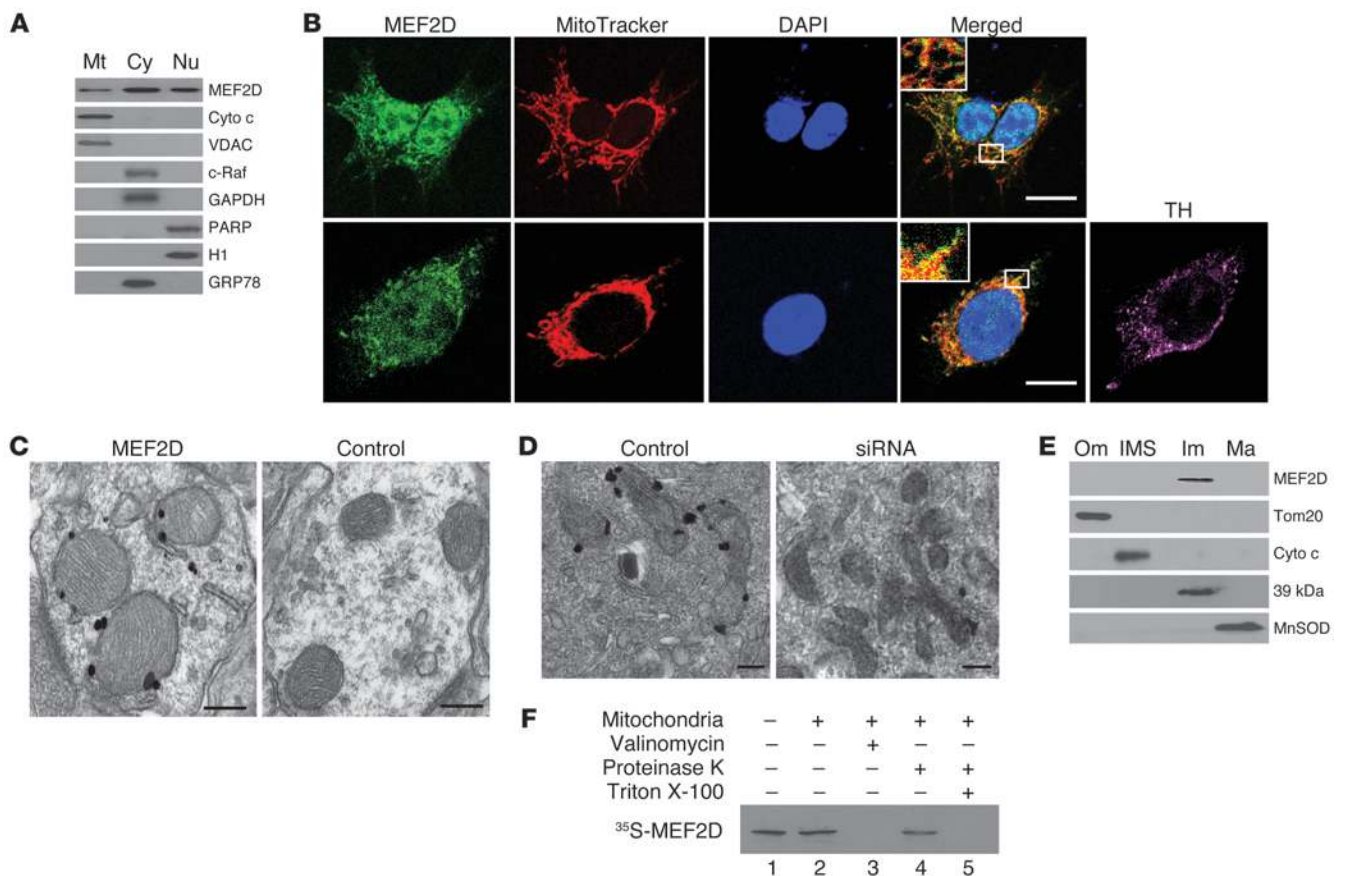 A
Mt Cy Nu
MEF2D
Cyto c
VDAC
c-Raf
GAPDH
PARP
H1
GRP78
B
MEF2D MitoTracker DAPI Merged
TH
C
MEF2D Control
D
Control siRNA
E
Om IMS Im Ma
MEF2D
Tom20
Cyto c
39 kDa
MnSOD
F
Mitochondria – + + + +
Valinomycin – – + – –
Proteinase K – – – + +
Triton X-100 – – – – +
³⁵S-MEF2D
1 2 3 4 5